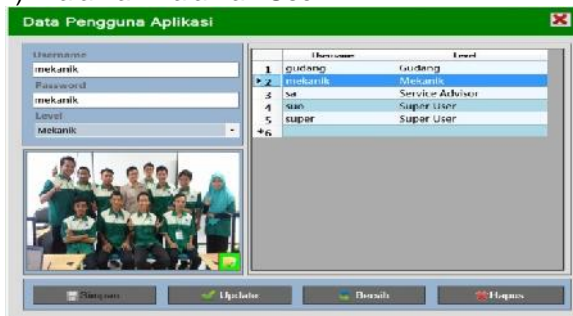 Data Pengguna Aplikasi
Username
mekanik
Password
mekanik
Level
Mekanik
Username Level
1 gudang Gudang
2 mekanik Mekanik
3 sa Service Advisor
4 suo Super User
5 super Super User
6
Simpan Update Bersih Hapus